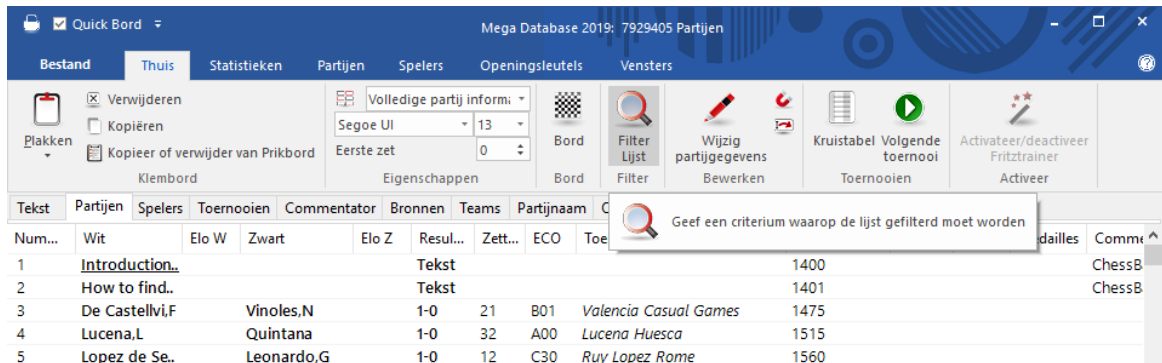 Quick Bord
Mega Database 2019: 7929405 Partijen
Bestand Thuis Statistieken Partijen Spelers Openingsleutels Vensters
Plakken
Verwijderen
Kopiëren
Kopieer of verwijder van Prikbord
Klembord
Volledige partij inform
Segoe UI 13
Eerste zet 0
Eigenschappen
Bord
Bord
Filter
Lijst
Filter
Wijzig
partijgegevens
Bewerken
Kruistabel
Volgende
toernooi
Toernooien
Activateer/deactiveer
Fritztrainer
Activeer
Tekst Partijen Spelers Toernooien Commentator Bronnen Teams Partijnaam
Geef een criterium waarop de lijst gefilterd moet worden
Num... Wit Elo W Zwart Elo Z Resul... Zett... ECO Toe dailles Comme
1 Introduction.. Tekst 1400 ChessB
2 How to find.. Tekst 1401 ChessB
3 De Castellvi,F Vinoles,N 1-0 21 B01 Valencia Casual Games 1475
4 Lucena,L Quintana 1-0 32 A00 Lucena Huesca 1515
5 Lopez de Se.. Leonardo,G 1-0 12 C30 Ruy Lopez Rome 1560